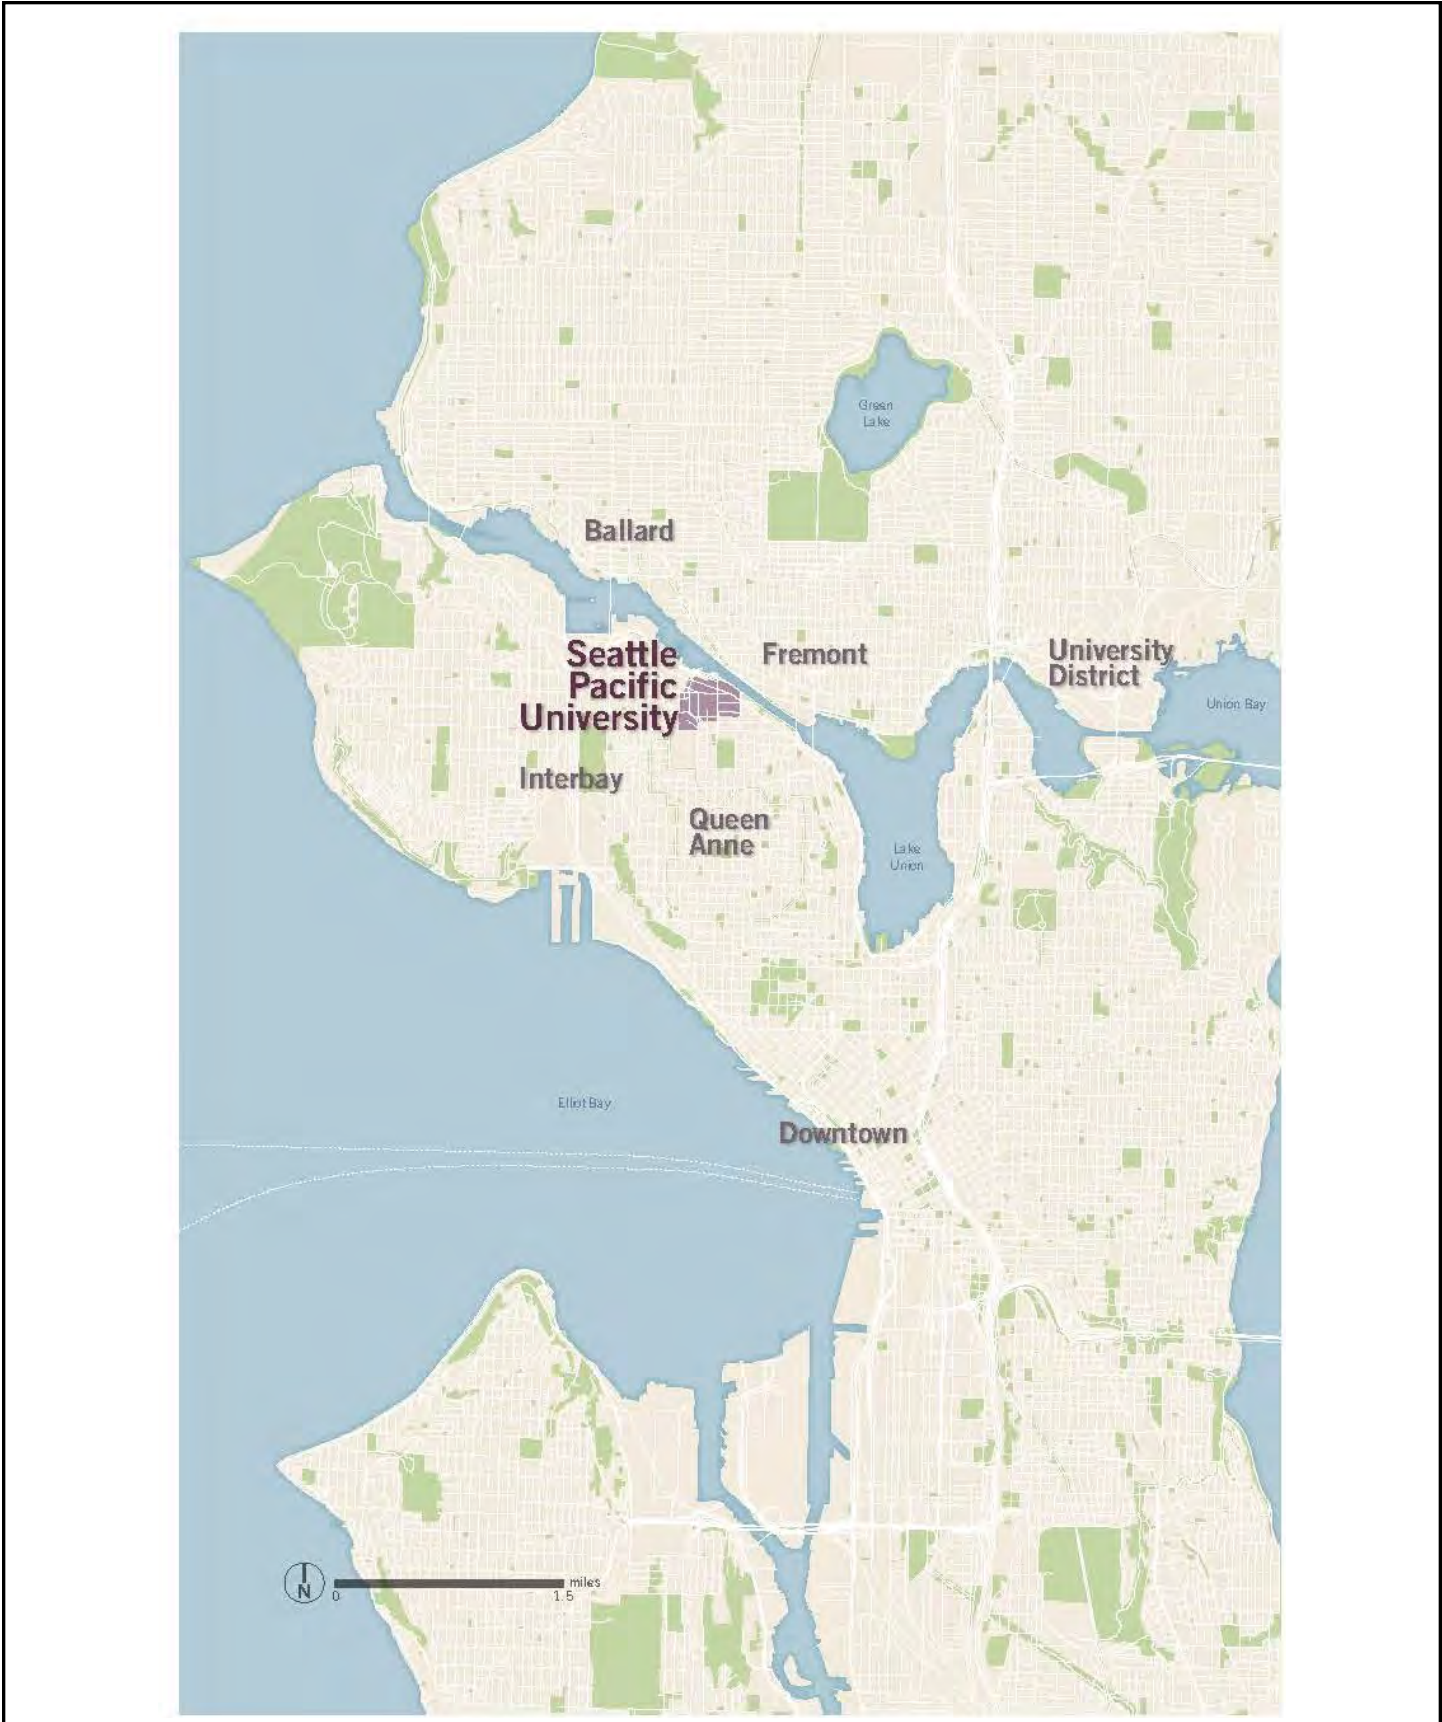 Green
Lake
Ballard
Seattle
Pacific
University
Fremont
University
District
Union Bay
Interbay
Queen
Anne
Lake
Union
Elliot Bay
Downtown
N
0
1.5
miles